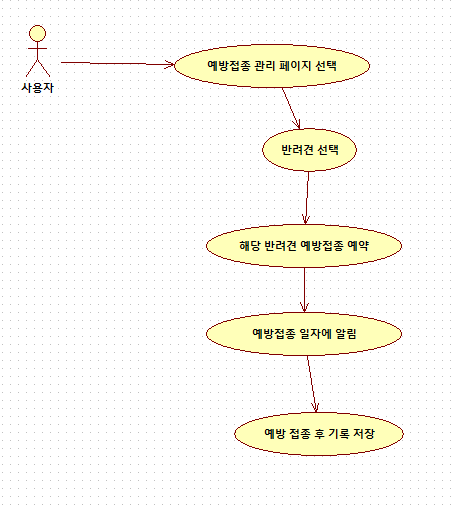 사용자
예방접종 관리 페이지 선택
반려견 선택
해당 반려견 예방접종 예약
예방접종 일자에 알림
예방 접종 후 기록 저장